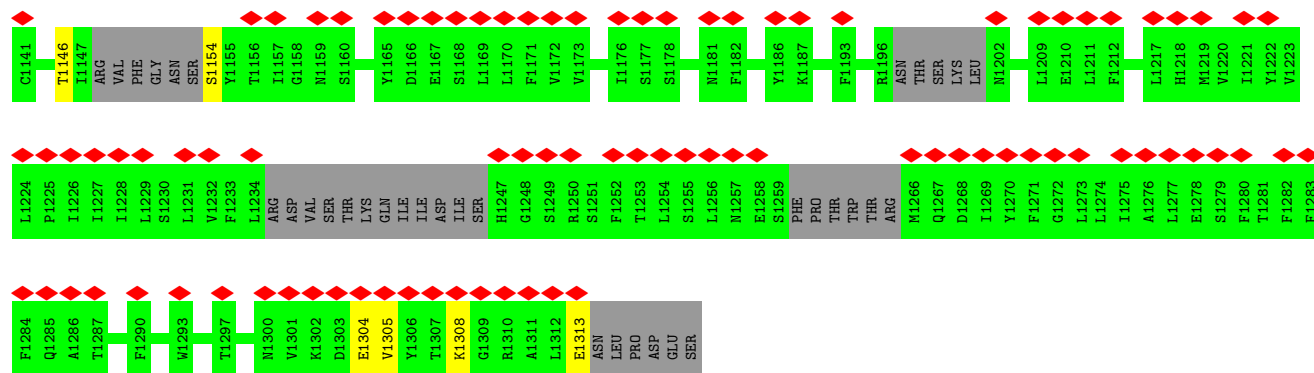 C1141 T1146 I1147 ARG VAL PHE GLY ASN SER S1154 Y1155 T1156 I1157 G1158 N1159 S1160 Y1165 D1166 E1167 S1168 L1169 L1170 F1171 V1172 V1173 I1176 S1177 S1178 N1181 F1182 Y1186 K1187 F1193 R1196 ASN THR SER LYS LEU N1202 L1209 E1210 L1211 F1212 L1217 H1218 M1219 V1220 I1221 Y1222 V1223
L1224 P1225 I1226 I1227 I1228 L1229 S1230 L1231 V1232 F1233 L1234 ARG ASP VAL SER THR LYS GLN ILE ILE ASP ILE SER H1247 G1248 S1249 R1250 S1251 F1252 T1253 L1254 S1255 L1256 N1257 E1258 S1259 PHE PRO THR TRP THR ARG M1266 Q1267 D1268 I1269 Y1270 F1271 G1272 L1273 L1274 I1275 A1276 L1277 E1278 S1279 F1280 T1281 F1282 F1283
F1284 Q1285 A1286 T1287 F1290 W1293 T1297 N1300 V1301 K1302 D1303 E1304 V1305 Y1306 T1307 K1308 G1309 R1310 A1311 L1312 E1313 ASN LEU PRO ASP GLU SER